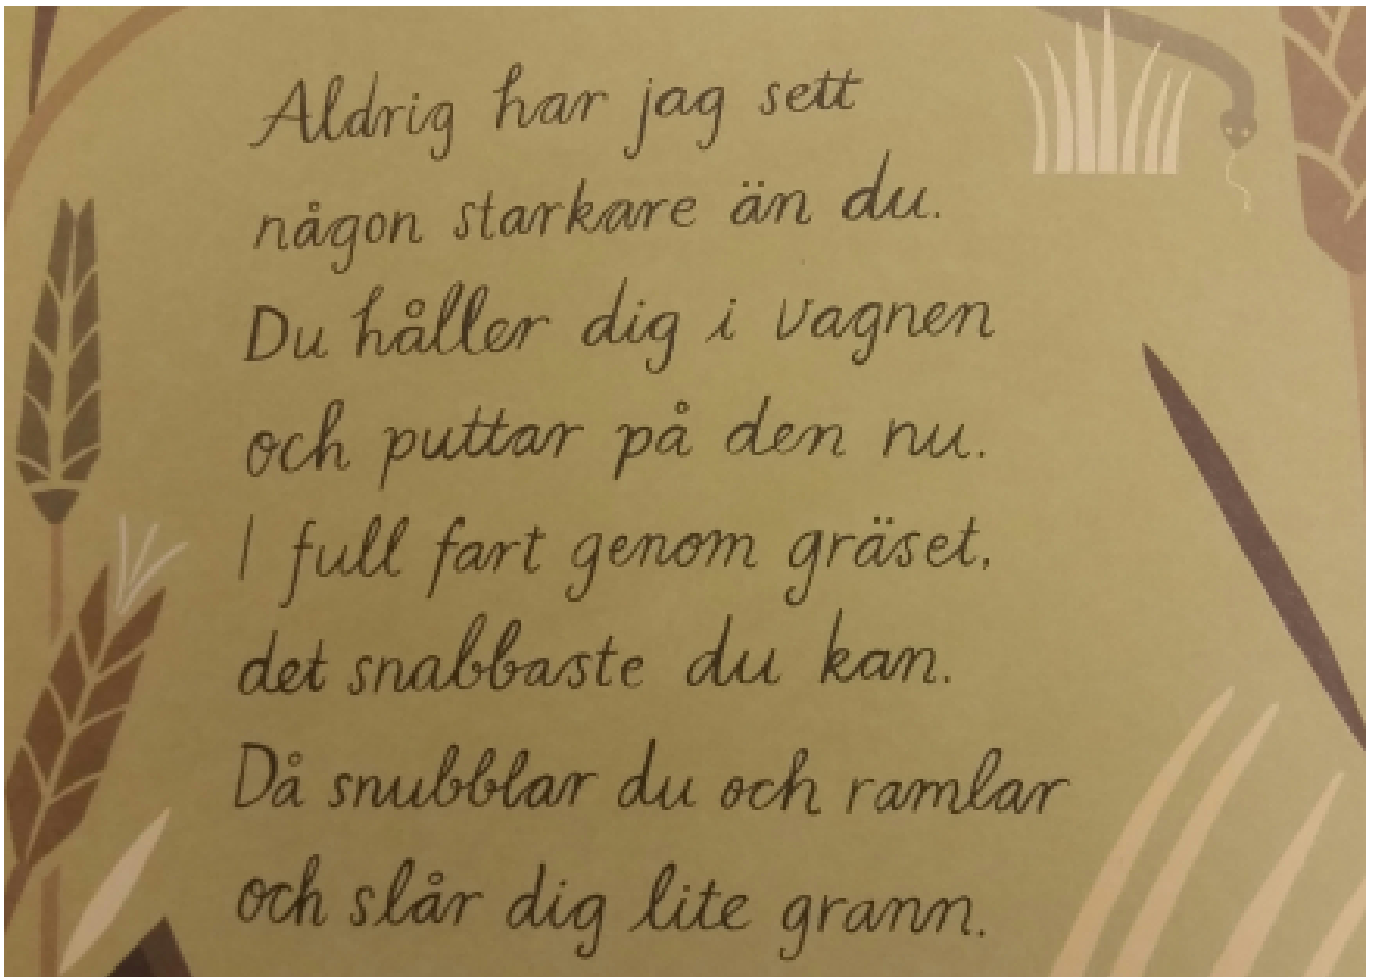 Aldrig har jag sett
någon starkare än du.
Du håller dig i vagnen
och puttar på den nu.
I full fart genom gräset,
det snabbaste du kan.
Då snubblar du och ramlar
och slår dig lite grann.